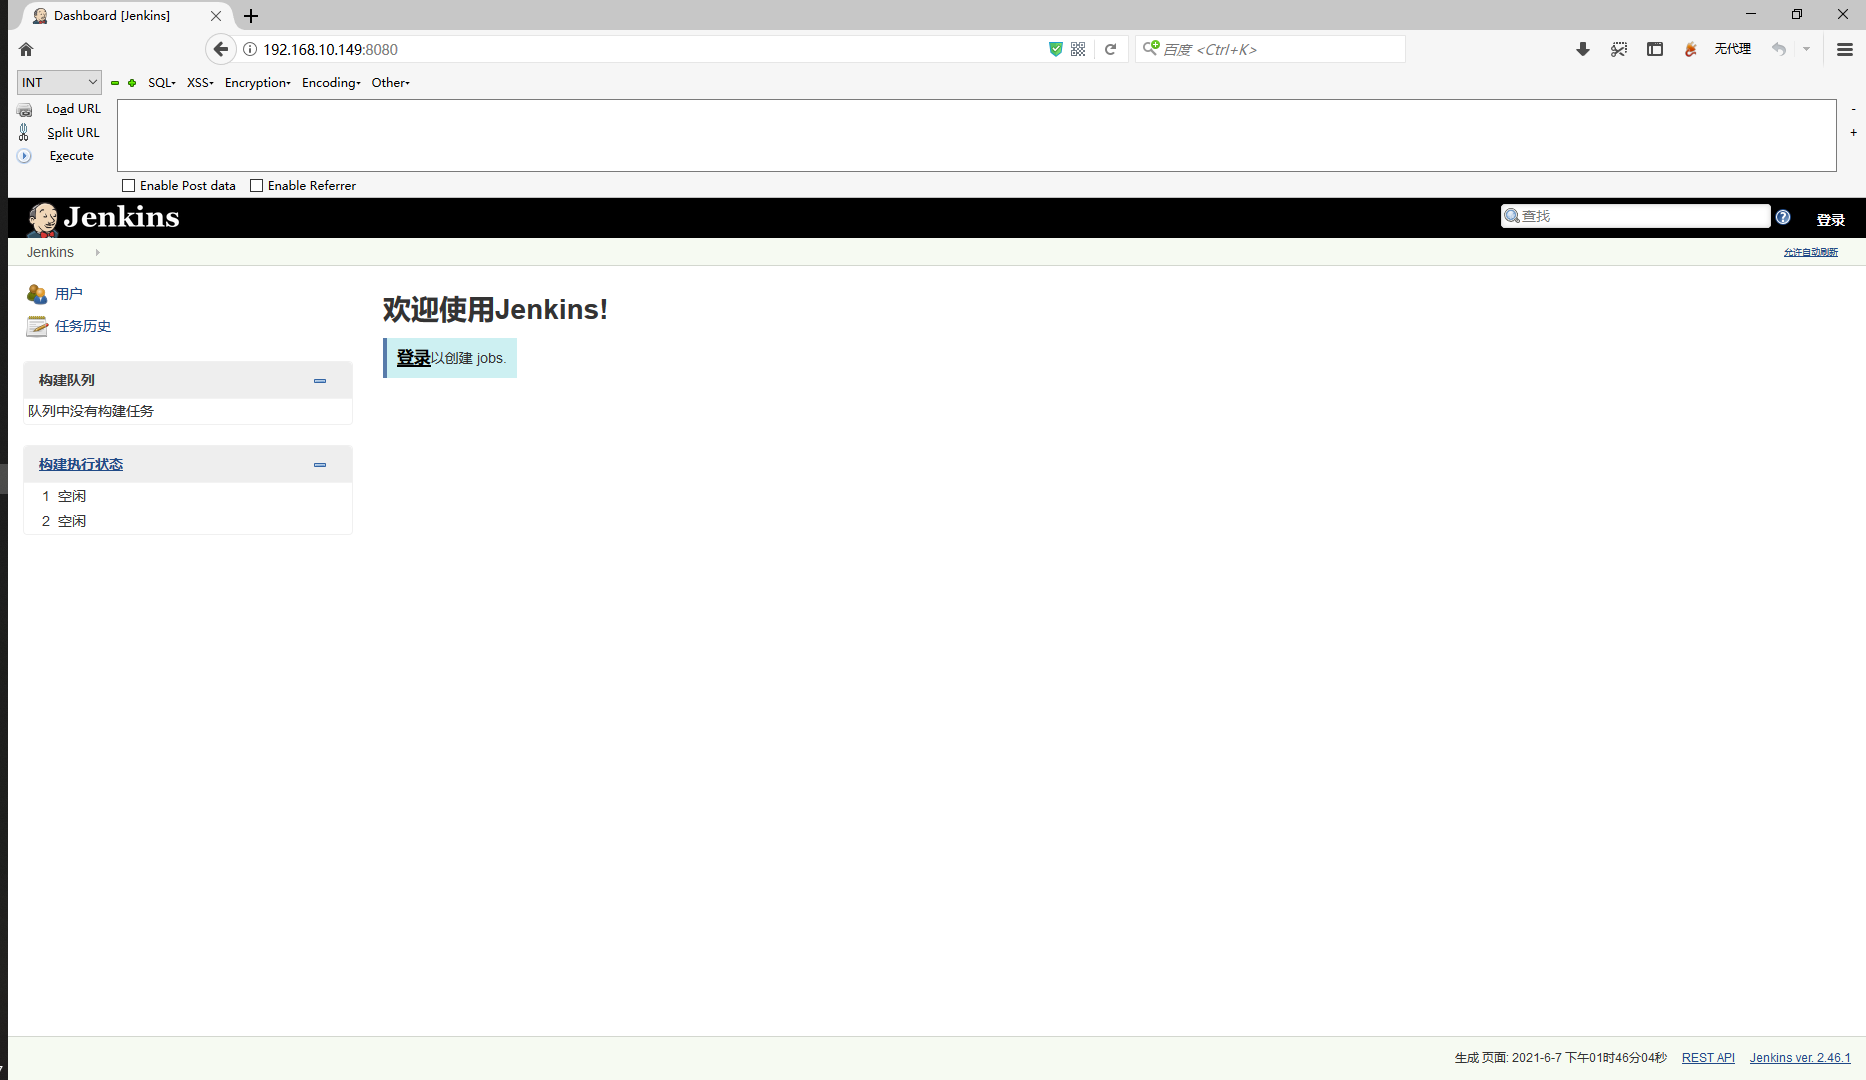 Dashboard [Jenkins]
192.168.10.149:8080
百度 <Ctrl+K>
无代理
INT
SQL
XSS
Encryption
Encoding
Other
Load URL
-
Split URL
+
Execute
Enable Post data
Enable Referrer
Jenkins
查找
?
登录
Jenkins
允许自动刷新
用户
任务历史
欢迎使用Jenkins!
登录以创建 jobs.
构建队列
队列中没有构建任务
构建执行状态
1 空闲
2 空闲
生成 页面: 2021-6-7 下午01时46分04秒 REST API Jenkins ver. 2.46.1